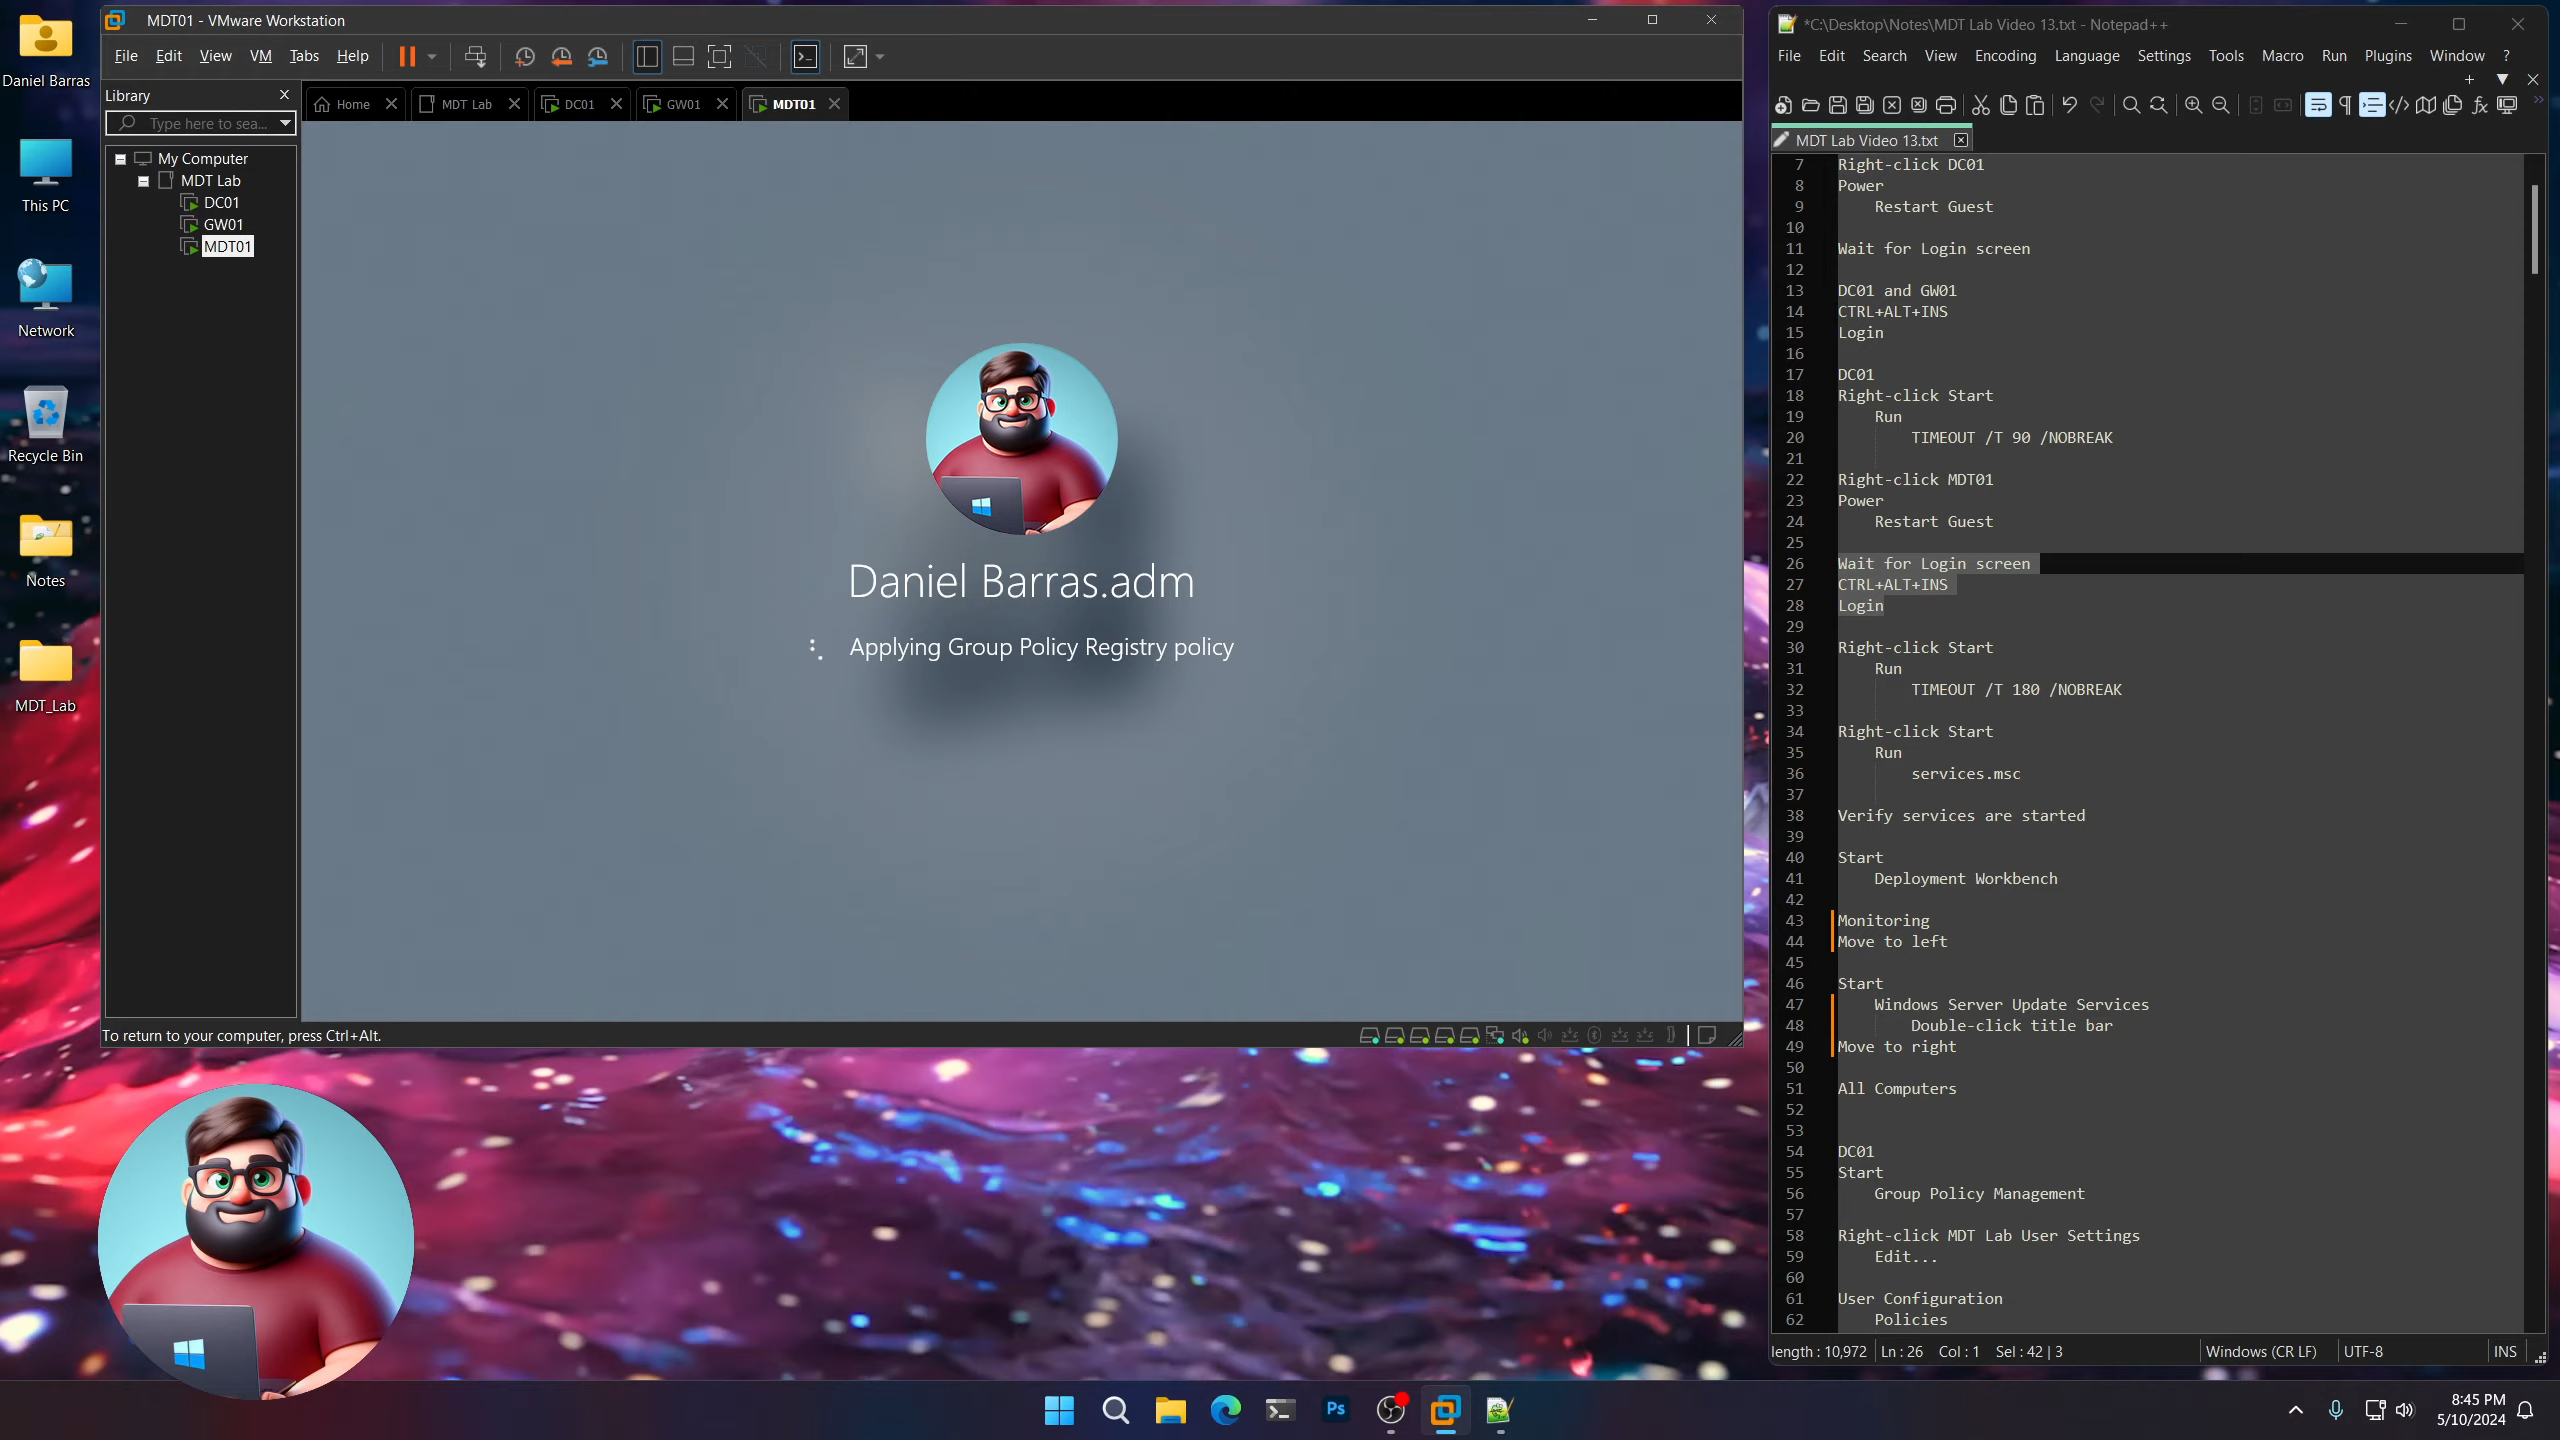 Daniel Barras
This PC
Network
Recycle Bin
Notes
MDT_Lab
MDT01 - VMware Workstation
File Edit View VM Tabs Help
Library
Type here to sea...
Home
MDT Lab
DC01
GW01
MDT01
My Computer
MDT Lab
DC01
GW01
MDT01
Daniel Barras.adm
Applying Group Policy Registry policy
To return to your computer, press Ctrl+Alt.
*C:\Desktop\Notes\MDT Lab Video 13.txt - Notepad++
File Edit Search View Encoding Language Settings Tools Macro Run Plugins Window ?
MDT Lab Video 13.txt
7 Right-click DC01
8 Power
9 Restart Guest
10
11 Wait for Login screen
12
13 DC01 and GW01
14 CTRL+ALT+INS
15 Login
16
17 DC01
18 Right-click Start
19 Run
20 TIMEOUT /T 90 /NOBREAK
21
22 Right-click MDT01
23 Power
24 Restart Guest
25
26 Wait for Login screen
27 CTRL+ALT+INS
28 Login
29
30 Right-click Start
31 Run
32 TIMEOUT /T 180 /NOBREAK
33
34 Right-click Start
35 Run
36 services.msc
37
38 Verify services are started
39
40 Start
41 Deployment Workbench
42
43 Monitoring
44 Move to left
45
46 Start
47 Windows Server Update Services
48 Double-click title bar
49 Move to right
50
51 All Computers
52
53
54 DC01
55 Start
56 Group Policy Management
57
58 Right-click MDT Lab User Settings
59 Edit...
60
61 User Configuration
62 Policies
length : 10,972 Ln : 26 Col : 1 Sel : 42 | 3 Windows (CR LF) UTF-8 INS
Ps
8:45 PM
5/10/2024